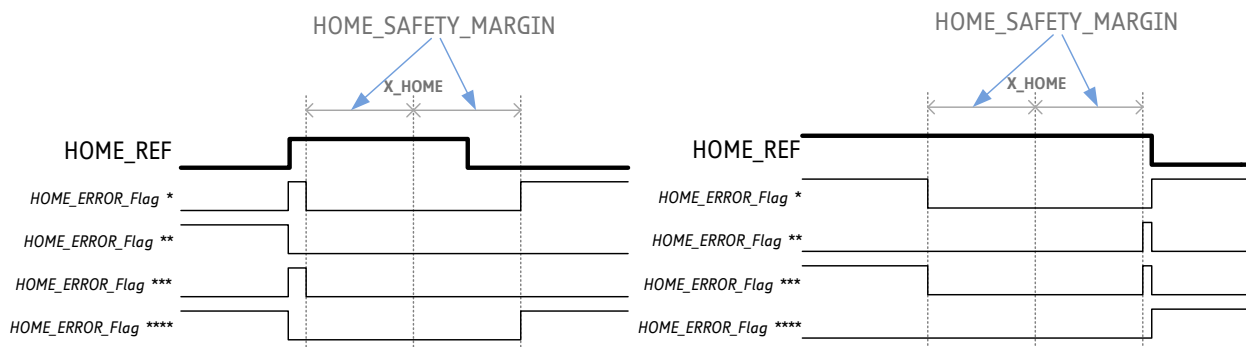 HOME_SAFETY_MARGIN
X_HOME
HOME_REF
HOME_ERROR_Flag *
HOME_ERROR_Flag **
HOME_ERROR_Flag ***
HOME_ERROR_Flag ****
HOME_SAFETY_MARGIN
X_HOME
HOME_REF
HOME_ERROR_Flag *
HOME_ERROR_Flag **
HOME_ERROR_Flag ***
HOME_ERROR_Flag ****